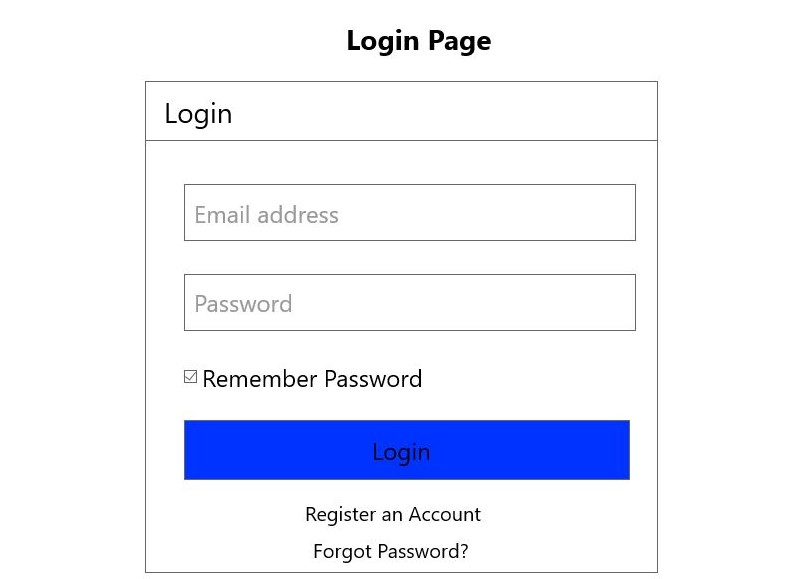 Login Page
Login
Email address
Password
Remember Password
Login
Register an Account
Forgot Password?